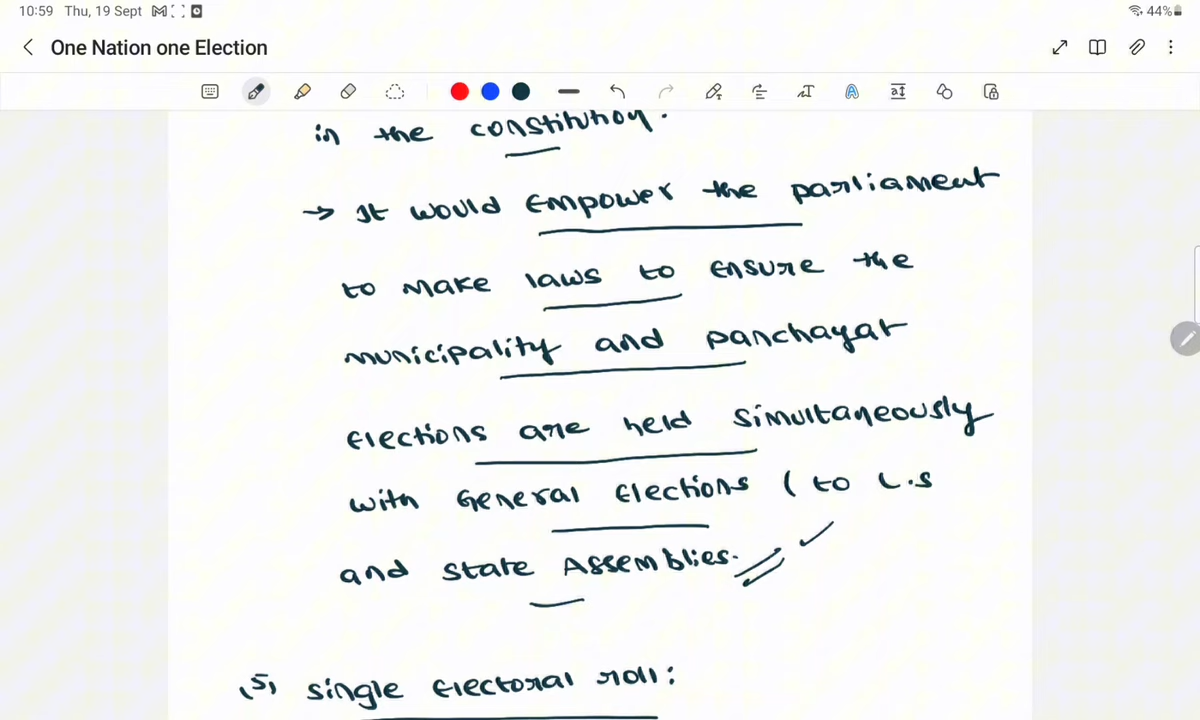 10:59 Thu, 19 Sept
44%
One Nation one Election
in the constitution.
→ It would Empower the parliament
to make laws to Ensure the
municipality and panchayat
Elections are held simultaneously
with General Elections ( to L.S
and state Assemblies.
(5) single Electoral roll: